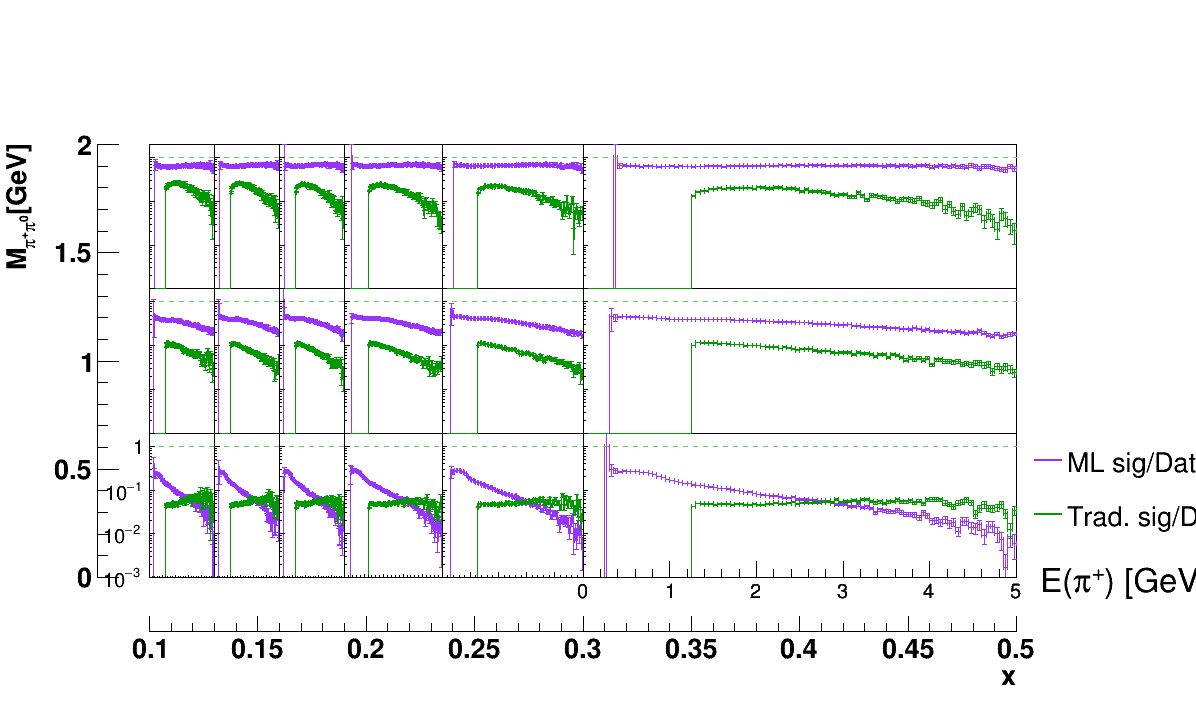 M_{π⁺π⁰}[GeV]
2
1.5
1
0.5
0
1
10⁻¹
10⁻²
10⁻³
ML sig/Dat
Trad. sig/D
E(π⁺) [GeV
0 1 2 3 4 5
0.1 0.15 0.2 0.25 0.3 0.35 0.4 0.45 0.5
x